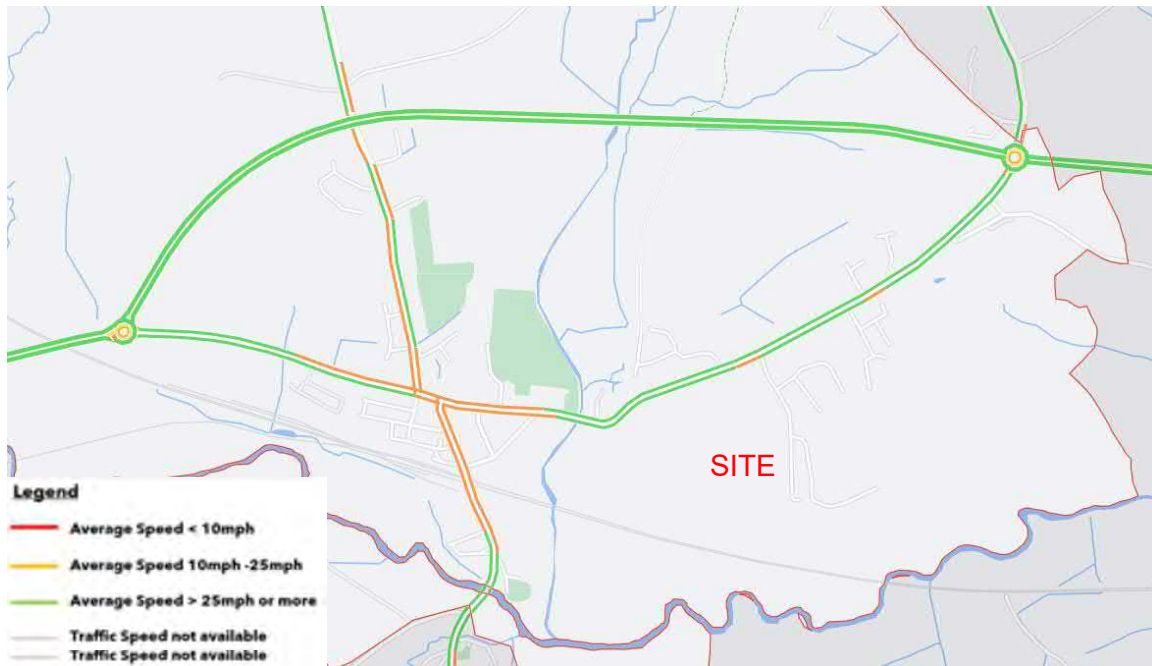 SITE
Legend
Average Speed < 10mph
Average Speed 10mph -25mph
Average Speed > 25mph or more
Traffic Speed not available
Traffic Speed not available